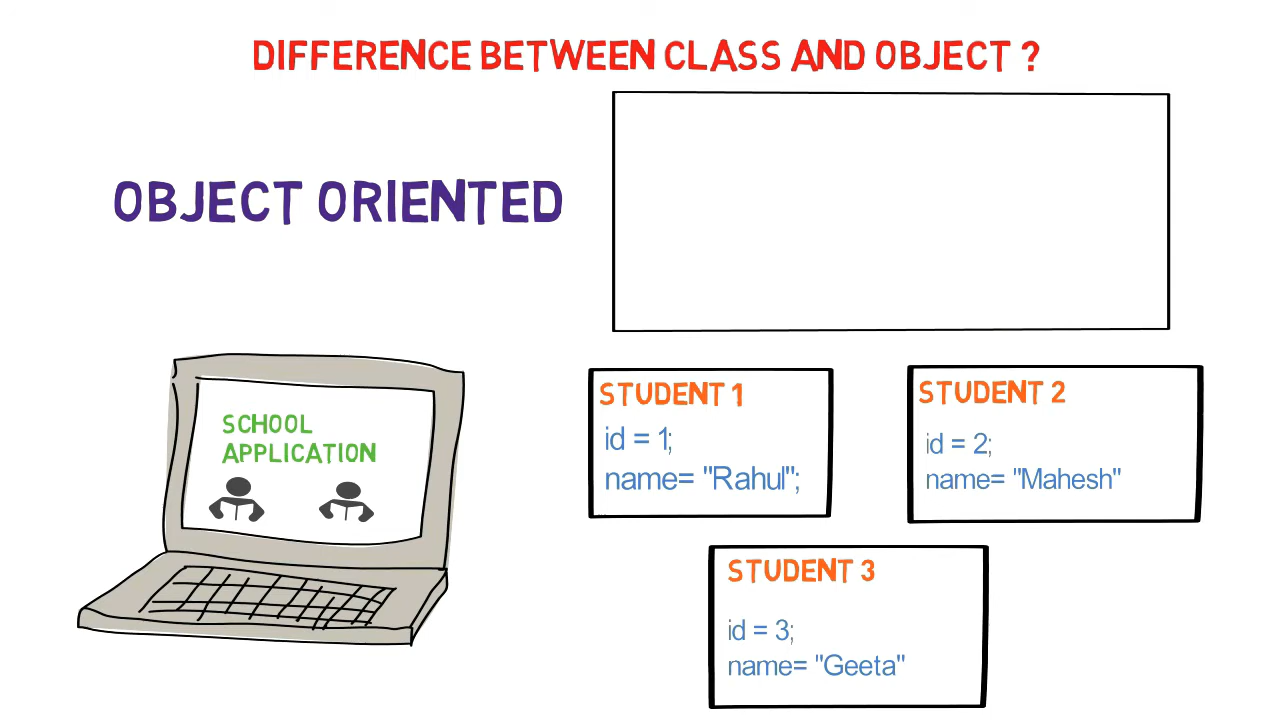 DIFFERENCE BETWEEN CLASS AND OBJECT ?
OBJECT ORIENTED
SCHOOL
APPLICATION
STUDENT 1
id = 1;
name= "Rahul";
STUDENT 2
id = 2;
name= "Mahesh"
STUDENT 3
id = 3;
name= "Geeta"